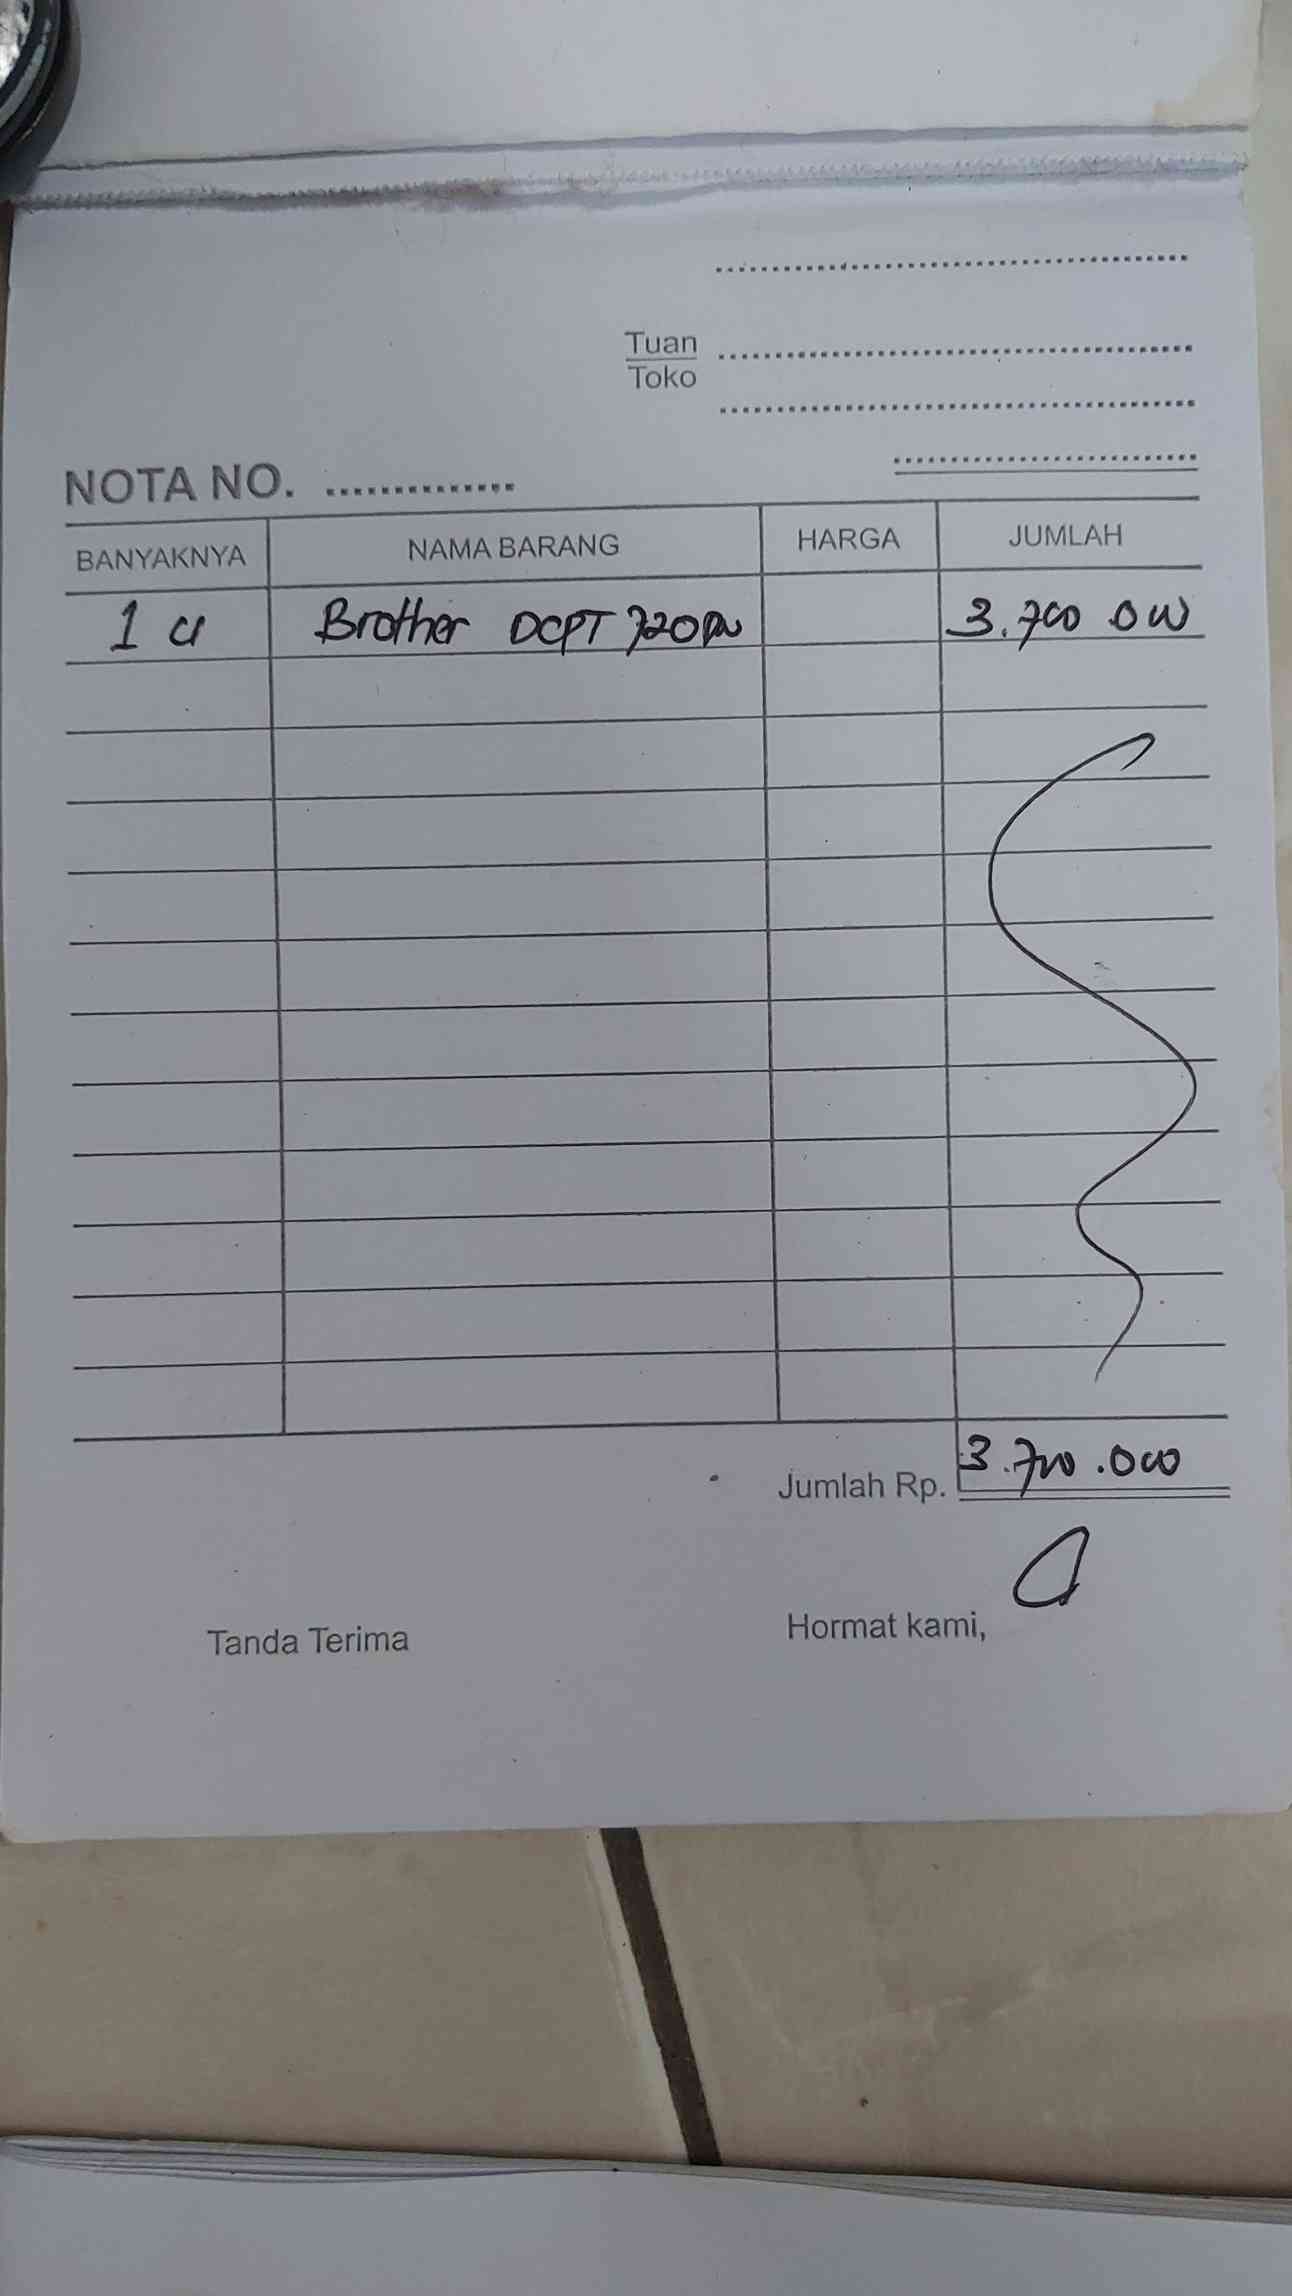 Tuan
Toko
NOTA NO.
BANYAKNYA NAMA BARANG HARGA JUMLAH
1 Brother DCPT 720DW 3.700 000
Jumlah Rp. 3.700.000
Tanda Terima Hormat kami,